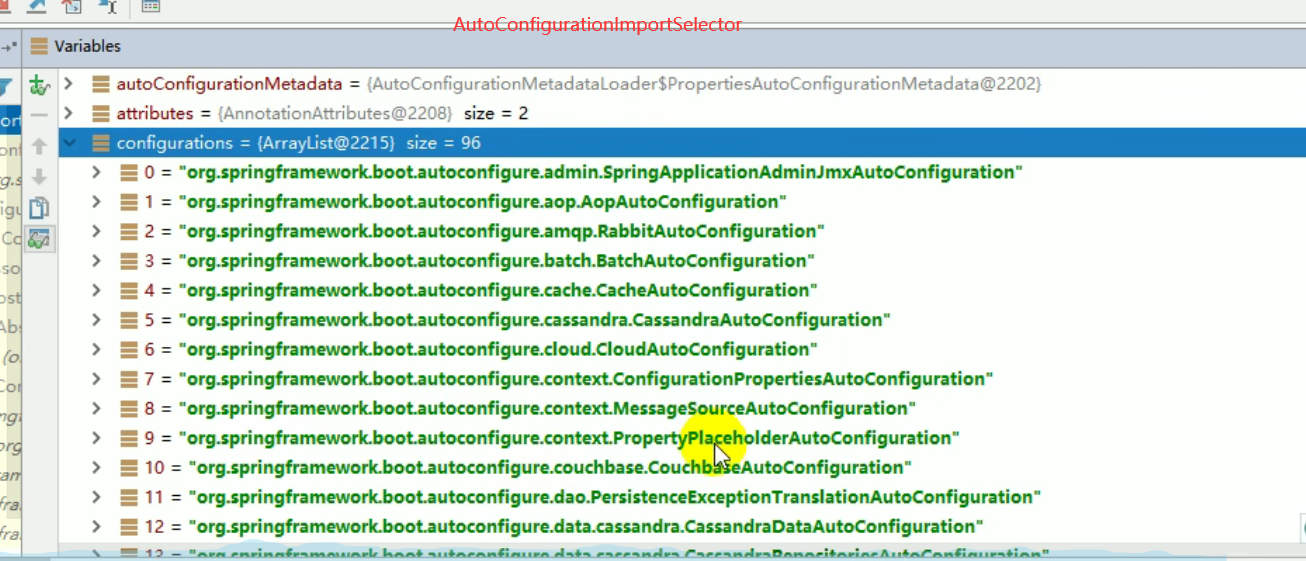 AutoConfigurationImportSelector
Variables
autoConfigurationMetadata = {AutoConfigurationMetadataLoader$PropertiesAutoConfigurationMetadata@2202}
attributes = {AnnotationAttributes@2208} size = 2
configurations = {ArrayList@2215} size = 96
0 = "org.springframework.boot.autoconfigure.admin.SpringApplicationAdminJmxAutoConfiguration"
1 = "org.springframework.boot.autoconfigure.aop.AopAutoConfiguration"
2 = "org.springframework.boot.autoconfigure.amqp.RabbitAutoConfiguration"
3 = "org.springframework.boot.autoconfigure.batch.BatchAutoConfiguration"
4 = "org.springframework.boot.autoconfigure.cache.CacheAutoConfiguration"
5 = "org.springframework.boot.autoconfigure.cassandra.CassandraAutoConfiguration"
6 = "org.springframework.boot.autoconfigure.cloud.CloudAutoConfiguration"
7 = "org.springframework.boot.autoconfigure.context.ConfigurationPropertiesAutoConfiguration"
8 = "org.springframework.boot.autoconfigure.context.MessageSourceAutoConfiguration"
9 = "org.springframework.boot.autoconfigure.context.PropertyPlaceholderAutoConfiguration"
10 = "org.springframework.boot.autoconfigure.couchbase.CouchbaseAutoConfiguration"
11 = "org.springframework.boot.autoconfigure.dao.PersistenceExceptionTranslationAutoConfiguration"
12 = "org.springframework.boot.autoconfigure.data.cassandra.CassandraDataAutoConfiguration"
13 = "org.springframework.boot.autoconfigure.data.cassandra.CassandraRepositoriesAutoConfiguration"